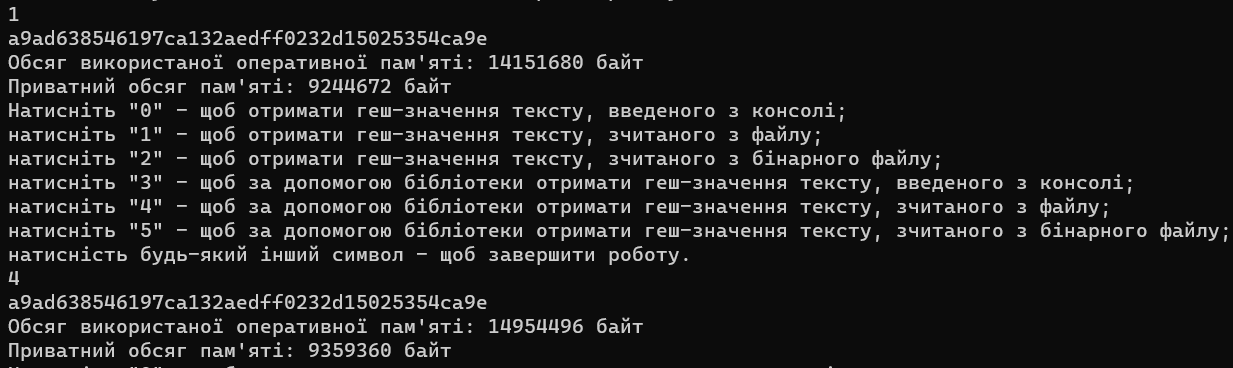 1
a9ad638546197ca132aedff0232d15025354ca9e
Обсяг використаної оперативної пам'яті: 14151680 байт
Приватний обсяг пам'яті: 9244672 байт
Натисніть "0" – щоб отримати геш-значення тексту, введеного з консолі;
натисніть "1" – щоб отримати геш-значення тексту, зчитаного з файлу;
натисніть "2" – щоб отримати геш-значення тексту, зчитаного з бінарного файлу;
натисніть "3" – щоб за допомогою бібліотеки отримати геш-значення тексту, введеного з консолі;
натисніть "4" – щоб за допомогою бібліотеки отримати геш-значення тексту, зчитаного з файлу;
натисніть "5" – щоб за допомогою бібліотеки отримати геш-значення тексту, зчитаного з бінарного файлу;
натисність будь-який інший символ – щоб завершити роботу.
4
a9ad638546197ca132aedff0232d15025354ca9e
Обсяг використаної оперативної пам'яті: 14954496 байт
Приватний обсяг пам'яті: 9359360 байт